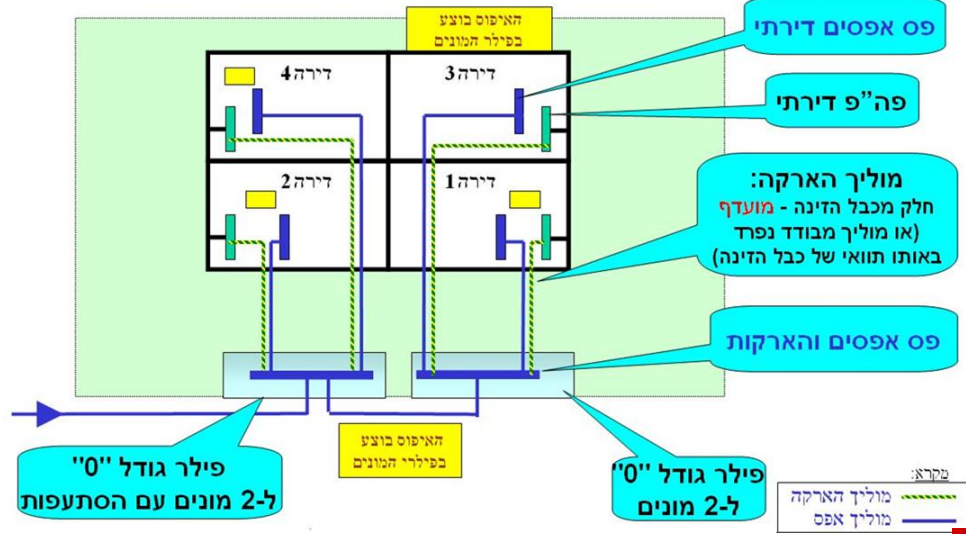 האיפוס בוצע
בפילר המונים
פס אפסים דירתי
פה"פ דירתי
דירה 3
דירה 4
דירה 1
דירה 2
מוליך הארקה:
חלק מכבל הזינה - מועדף
(או מוליך מבודד נפרד
באותו תוואי של כבל הזינה)
פס אפסים והארקות
האיפוס בוצע
בפילרי המונים
פילר גודל "0"
ל-2 מונים
פילר גודל "0"
ל-2 מונים עם הסתעפות
מקרא:
מוליך הארקה
מוליך אפס